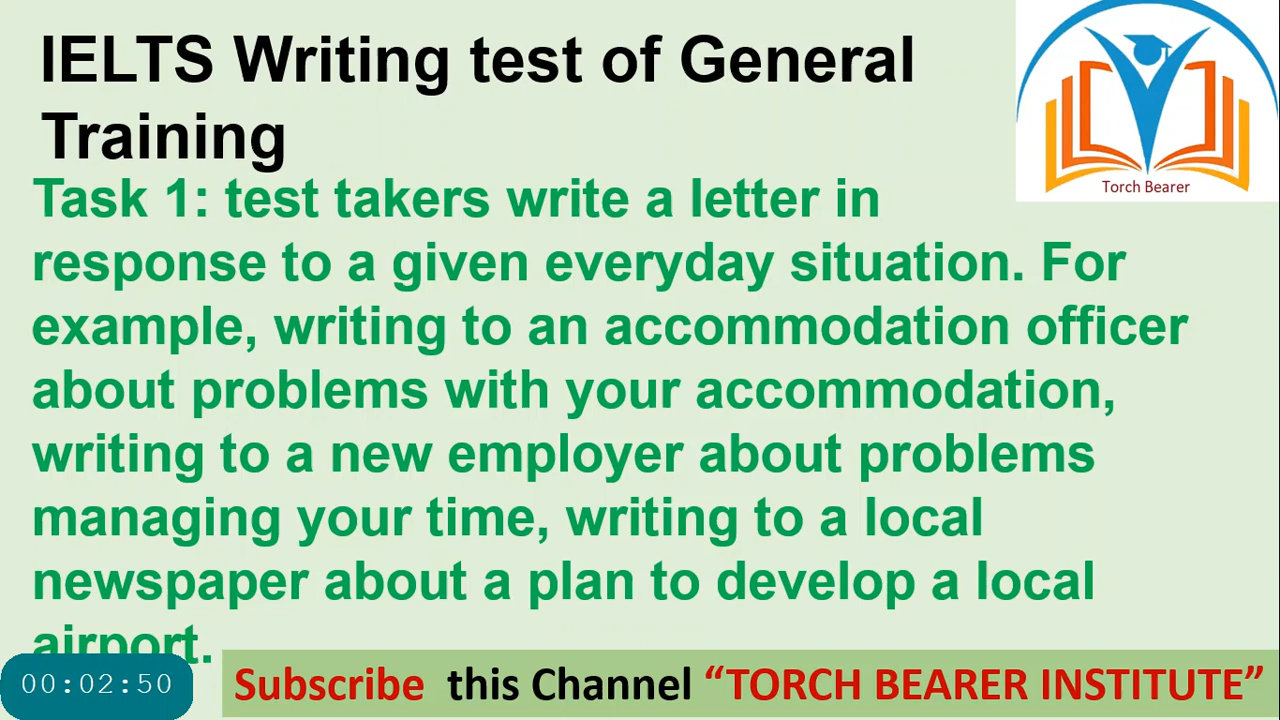 IELTS Writing test of General
Training
Torch Bearer
Task 1: test takers write a letter in
response to a given everyday situation. For
example, writing to an accommodation officer
about problems with your accommodation,
writing to a new employer about problems
managing your time, writing to a local
newspaper about a plan to develop a local
airport.
00:02:50
Subscribe this Channel “TORCH BEARER INSTITUTE”